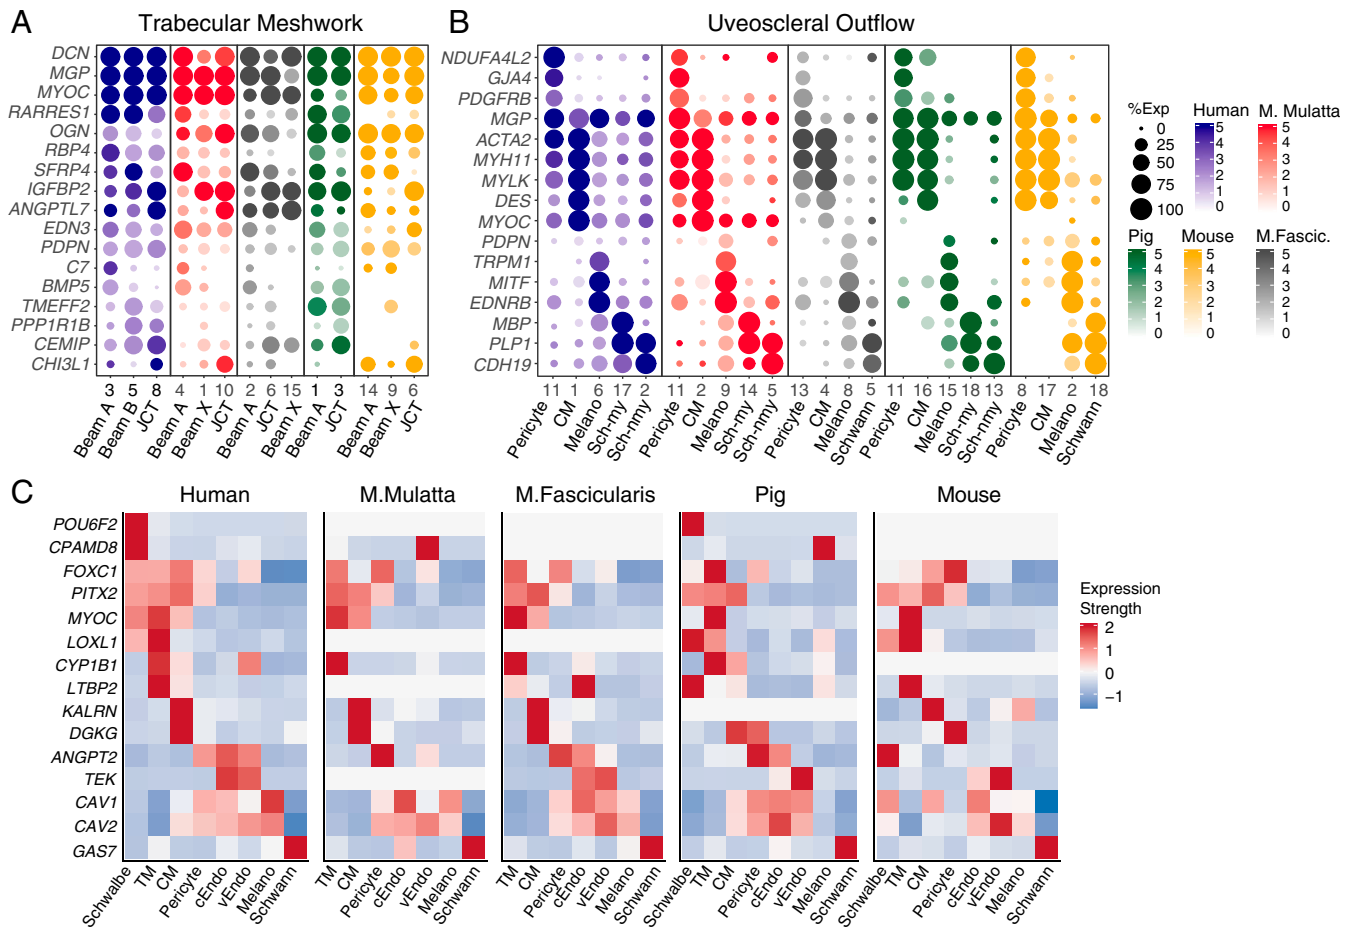 A
Trabecular Meshwork
DCN
MGP
MYOC
RARRES1
OGN
RBP4
SFRP4
IGFBP2
ANGPTL7
EDN3
PDPN
C7
BMP5
TMEFF2
PPP1R1B
CEMIP
CHI3L1
3 5 8 4 1 10 2 6 15 1 3 14 9 6
Beam A Beam B JCT Beam A Beam X JCT Beam A JCT Beam X Beam A JCT Beam A Beam X JCT
B
Uveoscleral Outflow
NDUFA4L2
GJA4
PDGFRB
MGP
ACTA2
MYH11
MYLK
DES
MYOC
PDPN
TRPM1
MITF
EDNRB
MBP
PLP1
CDH19
11 1 6 17 2 11 2 9 14 5 13 4 8 5 11 16 15 18 13 8 17 2 18
Pericyte CM Melano Sch-my Sch-nmy Pericyte CM Melano Sch-my Sch-nmy Pericyte CM Melano Schwann Pericyte CM Melano Sch-my Sch-nmy Pericyte CM Melano Schwann
%Exp
0
25
50
75
100
Human
5
4
3
2
1
0
M. Mulatta
5
4
3
2
1
0
Pig
5
4
3
2
1
0
Mouse
5
4
3
2
1
0
M.Fascic.
5
4
3
2
1
0
C
Human
M.Mulatta
M.Fascicularis
Pig
Mouse
POU6F2
CPAMD8
FOXC1
PITX2
MYOC
LOXL1
CYP1B1
LTBP2
KALRN
DGKG
ANGPT2
TEK
CAV1
CAV2
GAS7
Schwalbe TM CM Pericyte cEndo vEndo Melano Schwann
TM CM Pericyte cEndo vEndo Melano Schwann
TM CM Pericyte cEndo vEndo Melano Schwann
Schwalbe TM CM Pericyte cEndo vEndo Melano Schwann
Schwalbe TM CM Pericyte cEndo vEndo Melano Schwann
Expression
Strength
2
1
0
−1